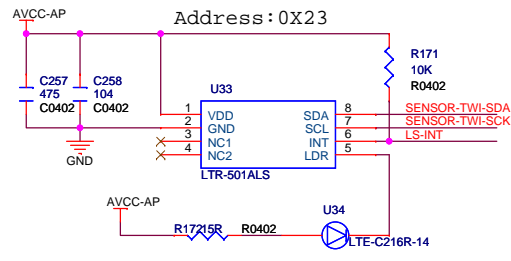 AVCC-AP
Address:0X23
R171
10K
R0402
C257
475
C0402
C258
104
C0402
GND
U33
1
2
3
4
VDD
GND
NC1
NC2
SDA
SCL
INT
LDR
8
7
6
5
LTR-501ALS
SENSOR-TWI-SDA
SENSOR-TWI-SCK
LS-INT
AVCC-AP
R17215R
R0402
U34
LTE-C216R-14